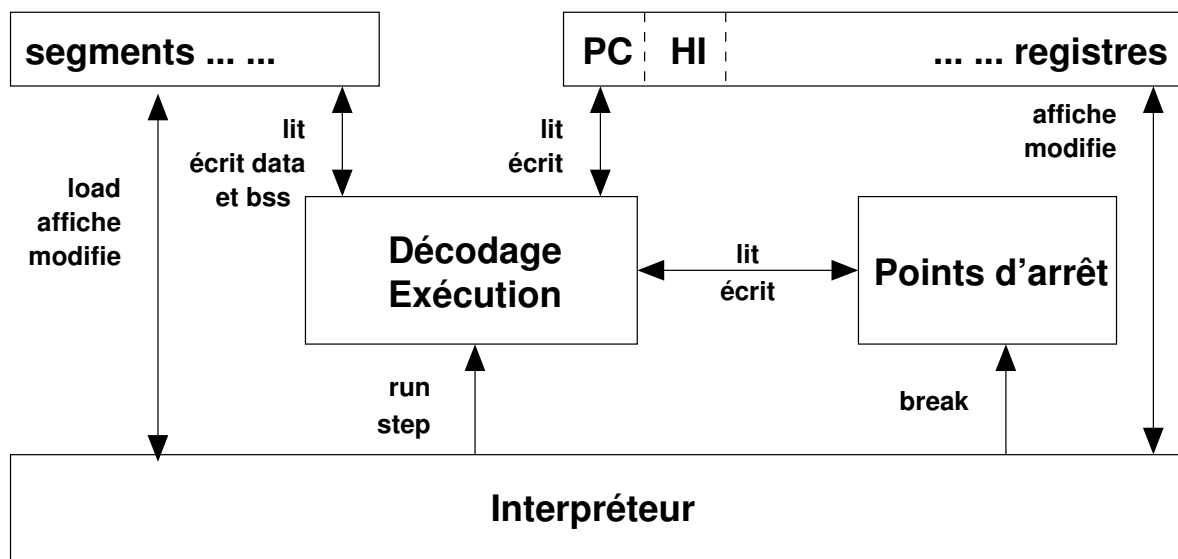 segments ... ...
PC HI ... ... registres
lit
écrit data
et bss
lit
écrit
affiche
modifie
load
affiche
modifie
Décodage
Exécution
lit
écrit
Points d'arrêt
run
step
break
Interpréteur